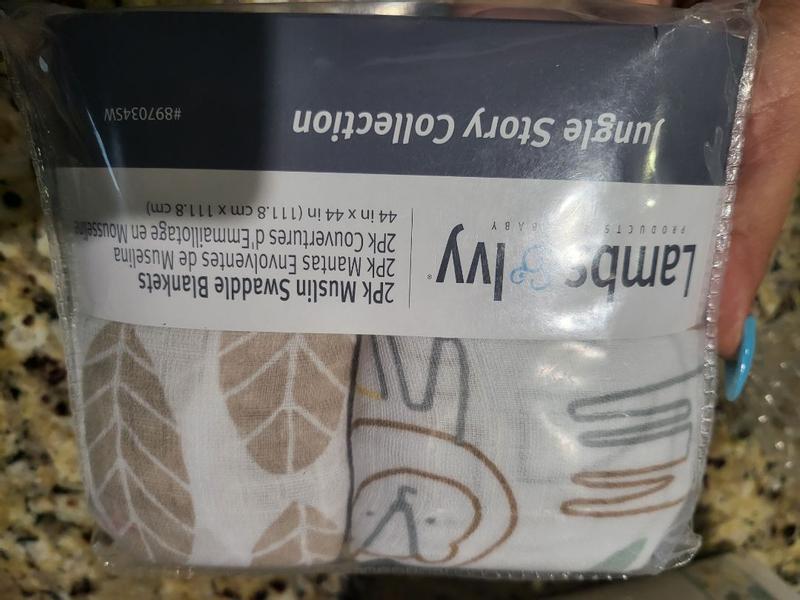 Lambs & Ivy®
PRODUCTS BABY
2Pk Muslin Swaddle Blankets
2Pk Mantas Envolventes de Muselina
2Pk Couvertures d'Emmaillotage en Mousseline
44 in x 44 in (111.8 cm x 111.8 cm)
Jungle Story Collection
#897034SW